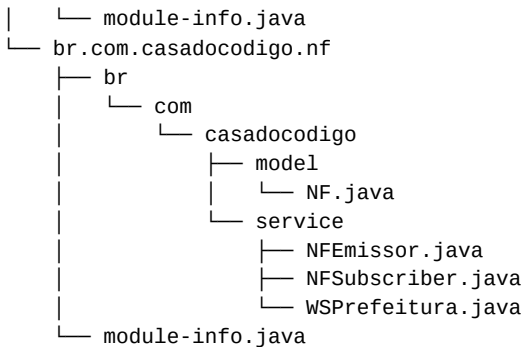 │   └── module-info.java
└── br.com.casadocodigo.nf
    ├── br
    │   └── com
    │       └── casadocodigo
    │           ├── model
    │           │   └── NF.java
    │           └── service
    │               ├── NFEmissor.java
    │               ├── NFSubscriber.java
    │               └── WSPrefeitura.java
    └── module-info.java